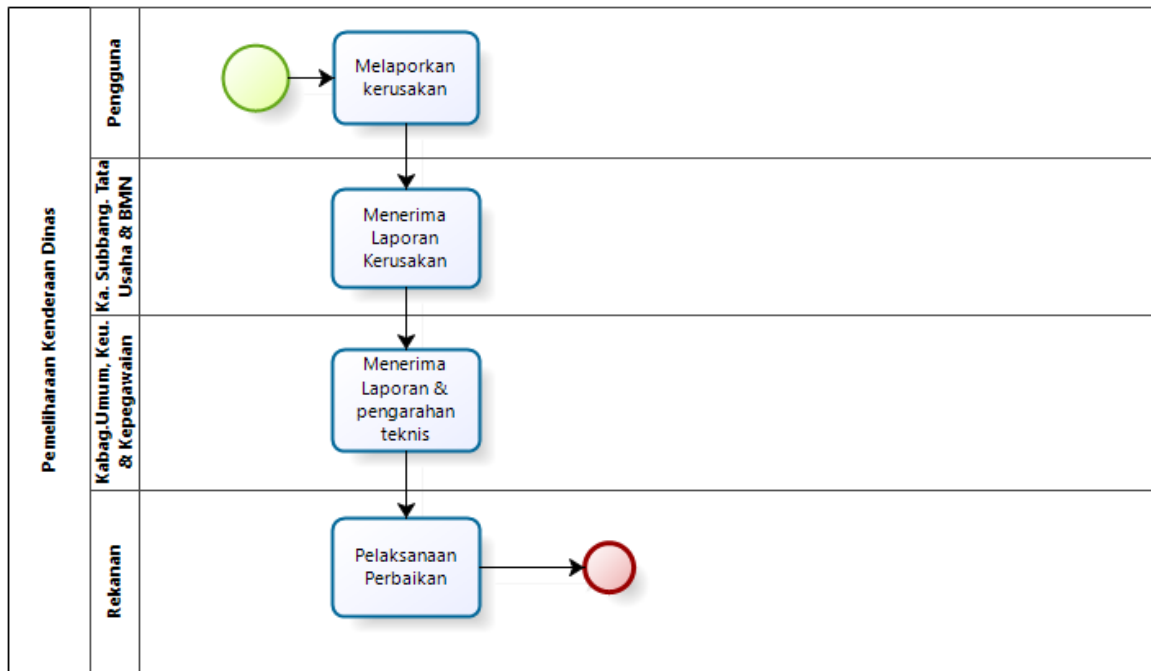 Pemeliharaan Kenderaan Dinas
Pengguna
Melaporkan
kerusakan
Ka. Subbang. Tata
Usaha & BMN
Menerima
Laporan
Kerusakan
Kabag.Umum, Keu.
& Kepegawaian
Menerima
Laporan &
pengarahan
teknis
Rekanan
Pelaksanaan
Perbaikan